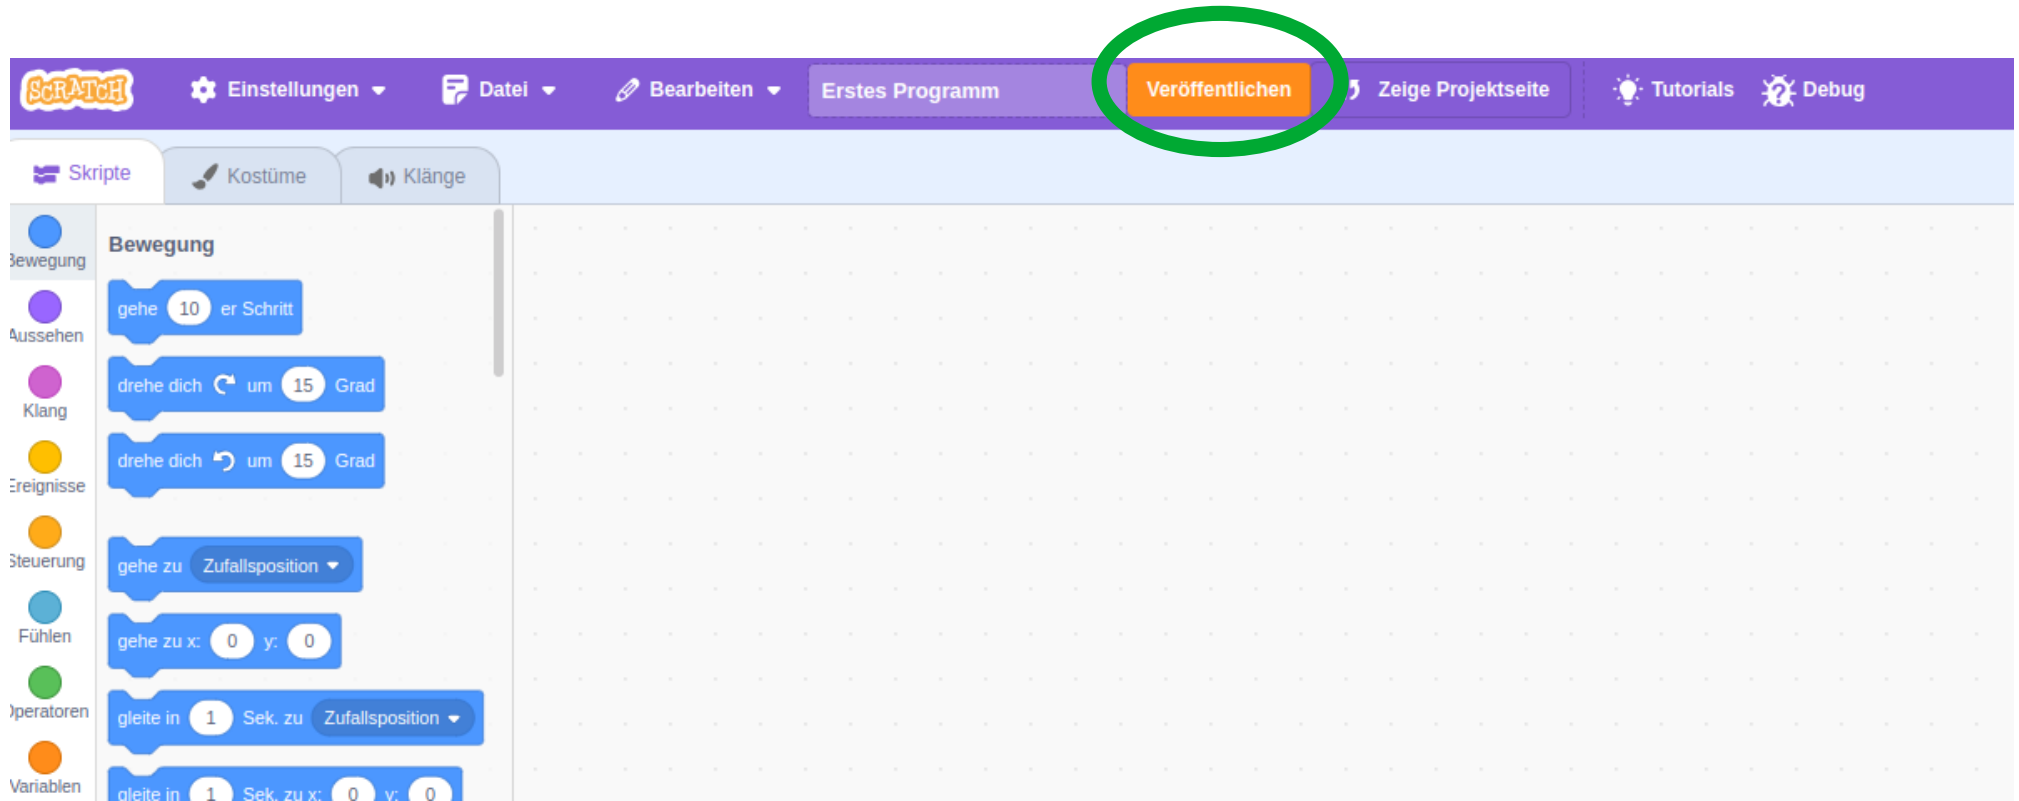 SCRATCH Einstellungen Datei Bearbeiten Erstes Programm Veröffentlichen Zeige Projektseite Tutorials Debug
Skripte Kostüme Klänge
Bewegung
Bewegung
gehe 10 er Schritt
Aussehen
drehe dich um 15 Grad
Klang
drehe dich um 15 Grad
Ereignisse
Steuerung
gehe zu Zufallsposition
Fühlen
gehe zu x: 0 y: 0
Operatoren
gleite in 1 Sek. zu Zufallsposition
Variablen
gleite in 1 Sek. zu x: 0 y: 0